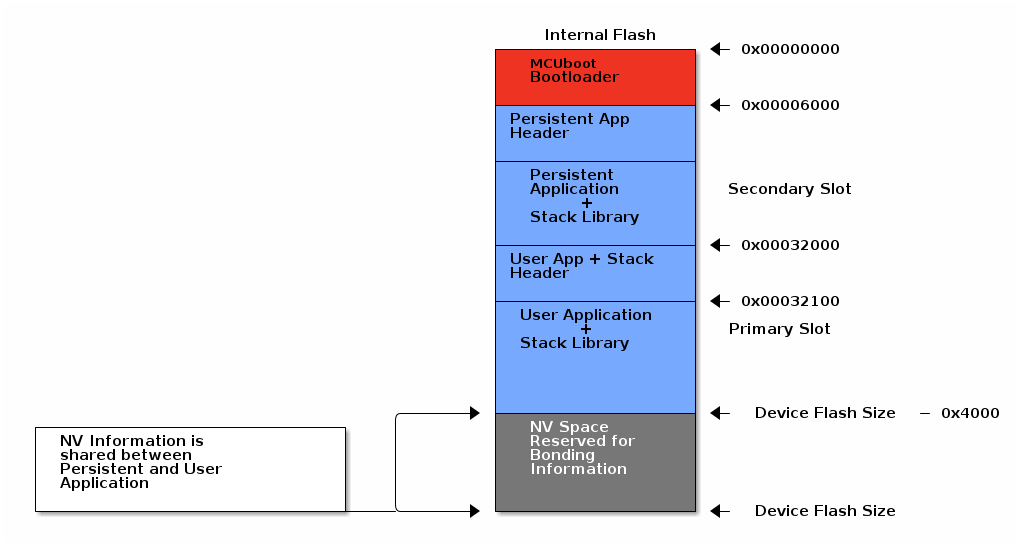 Internal Flash
0x00000000
MCUboot
Bootloader
0x00006000
Persistent App
Header
Persistent
Application
+
Stack Library
Secondary Slot
0x00032000
User App + Stack
Header
0x00032100
User Application
+
Stack Library
Primary Slot
Device Flash Size – 0x4000
NV Space
Reserved for
Bonding
Information
NV Information is
shared between
Persistent and User
Application
Device Flash Size